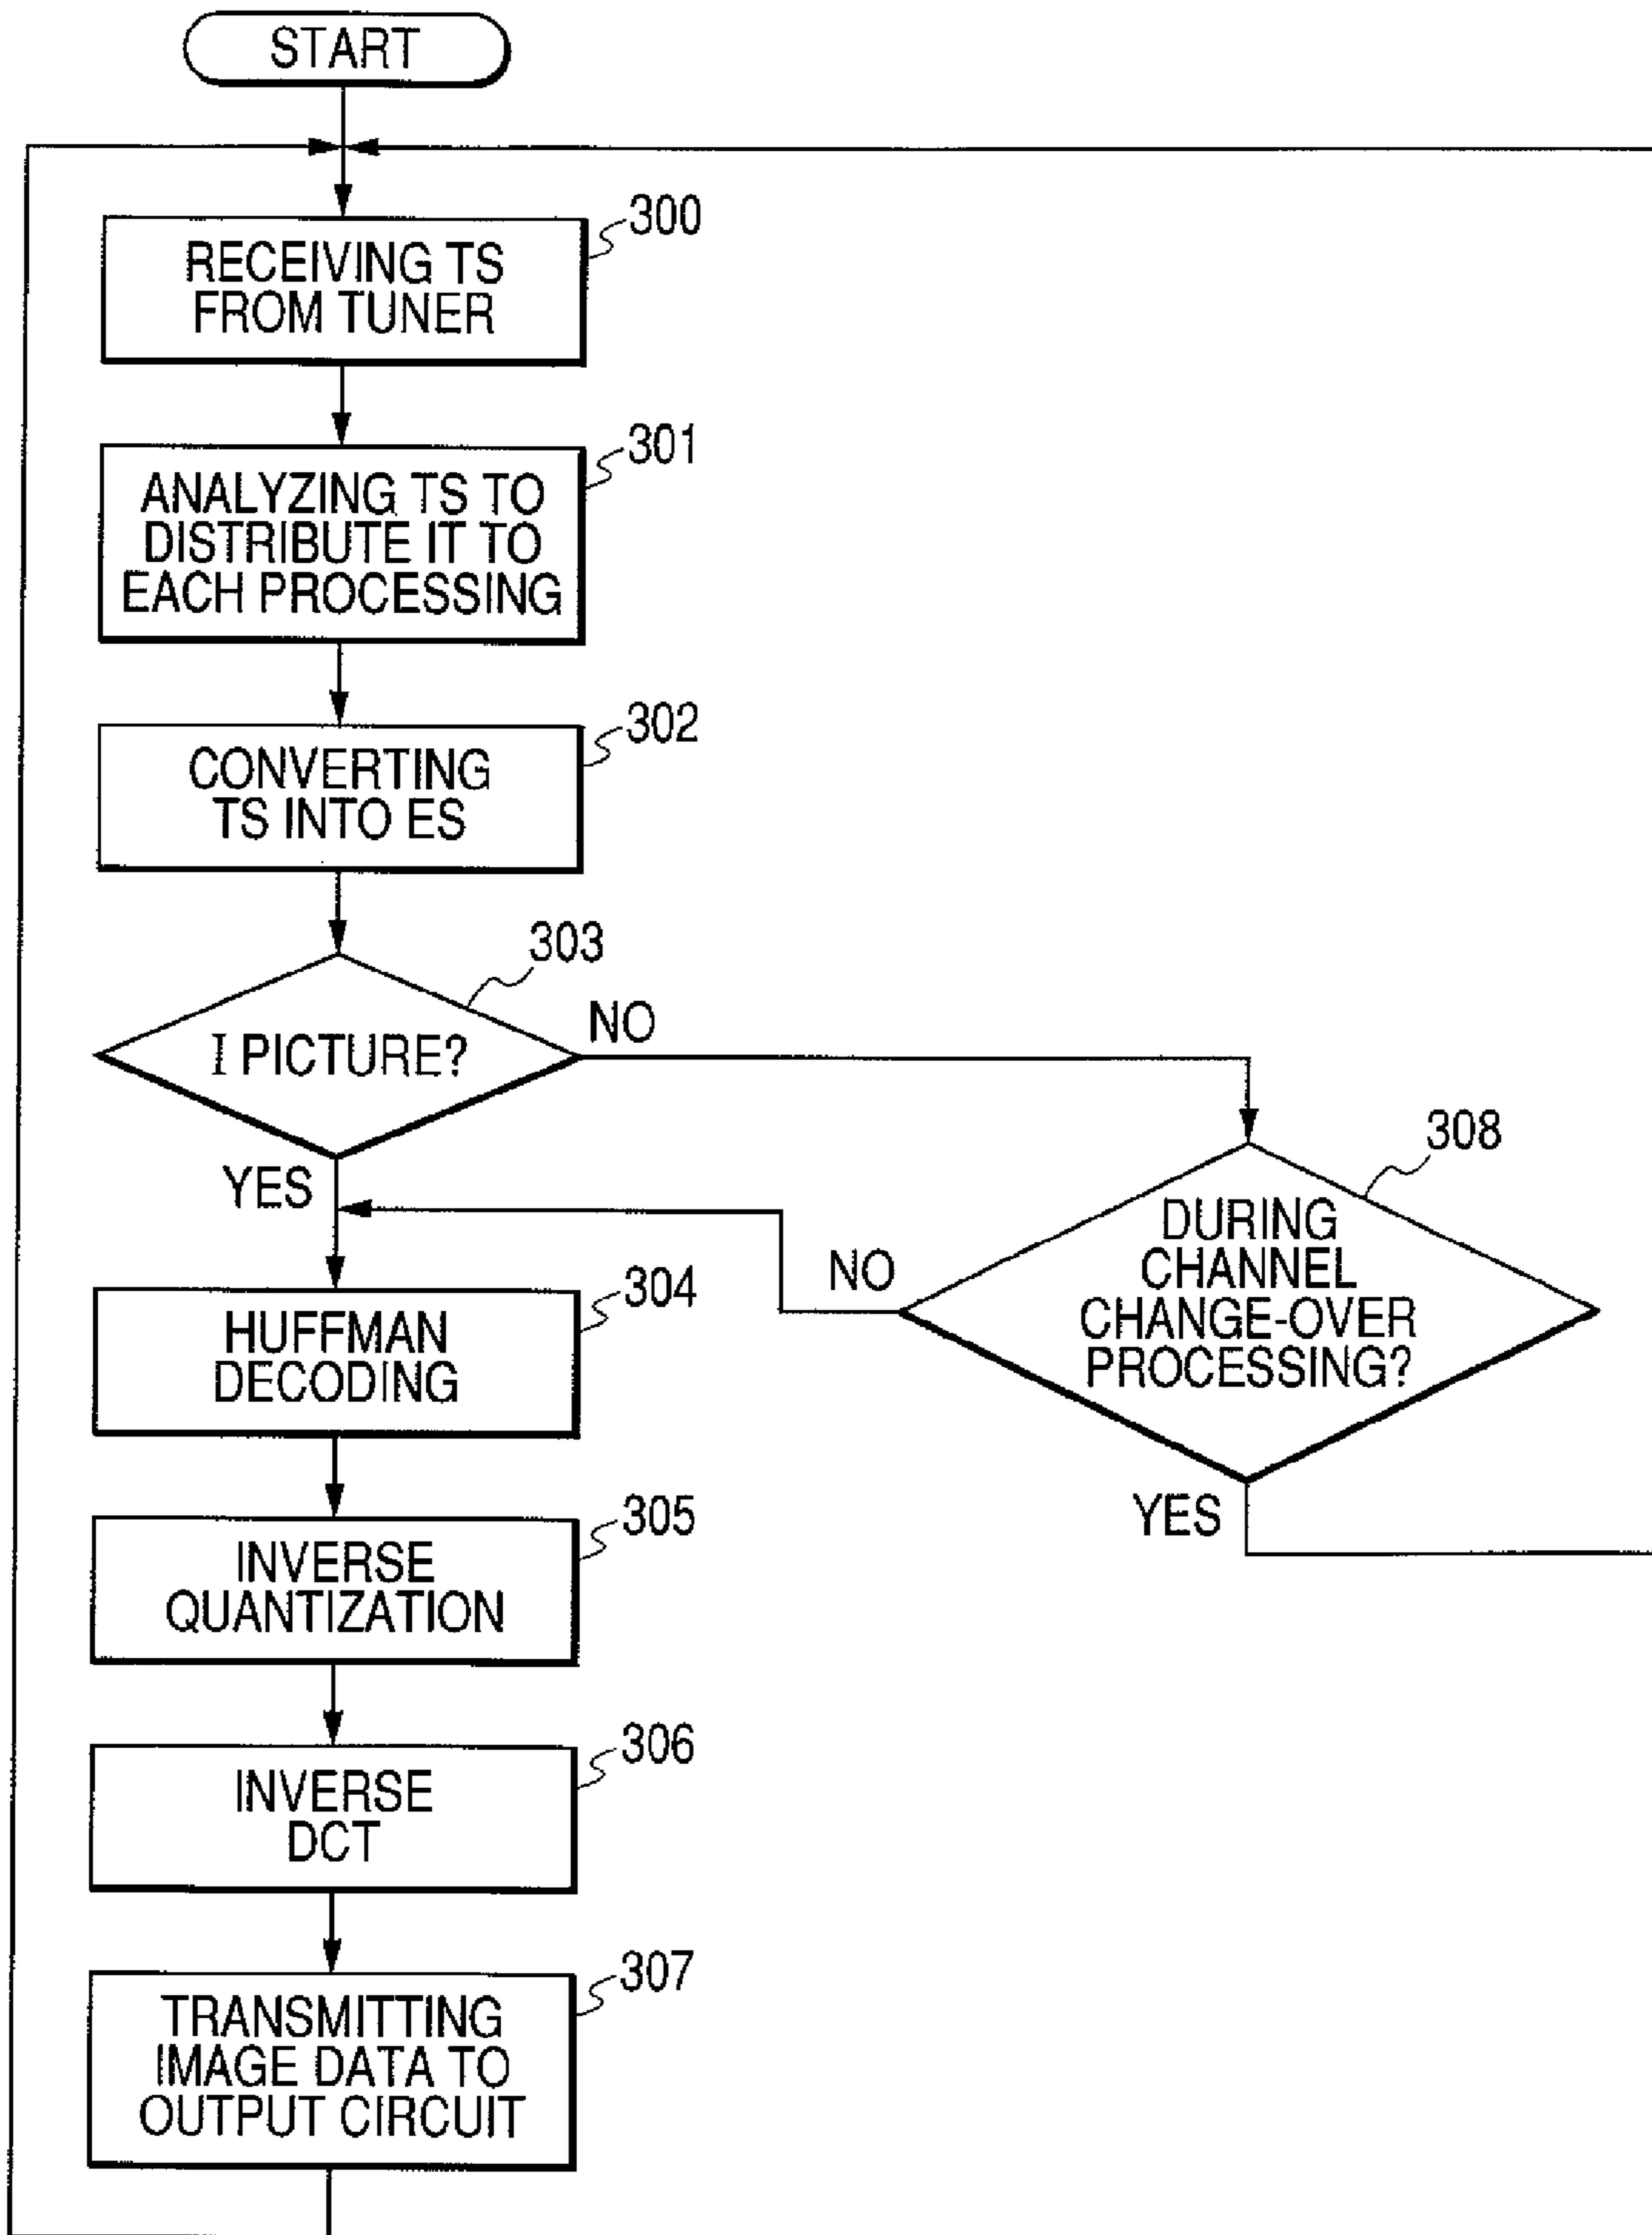 START
300
RECEIVING TS
FROM TUNER
301
ANALYZING TS TO
DISTRIBUTE IT TO
EACH PROCESSING
302
CONVERTING
TS INTO ES
303
I PICTURE?
NO
YES
308
DURING
CHANNEL
CHANGE-OVER
PROCESSING?
NO
YES
304
HUFFMAN
DECODING
305
INVERSE
QUANTIZATION
306
INVERSE
DCT
307
TRANSMITTING
IMAGE DATA TO
OUTPUT CIRCUIT